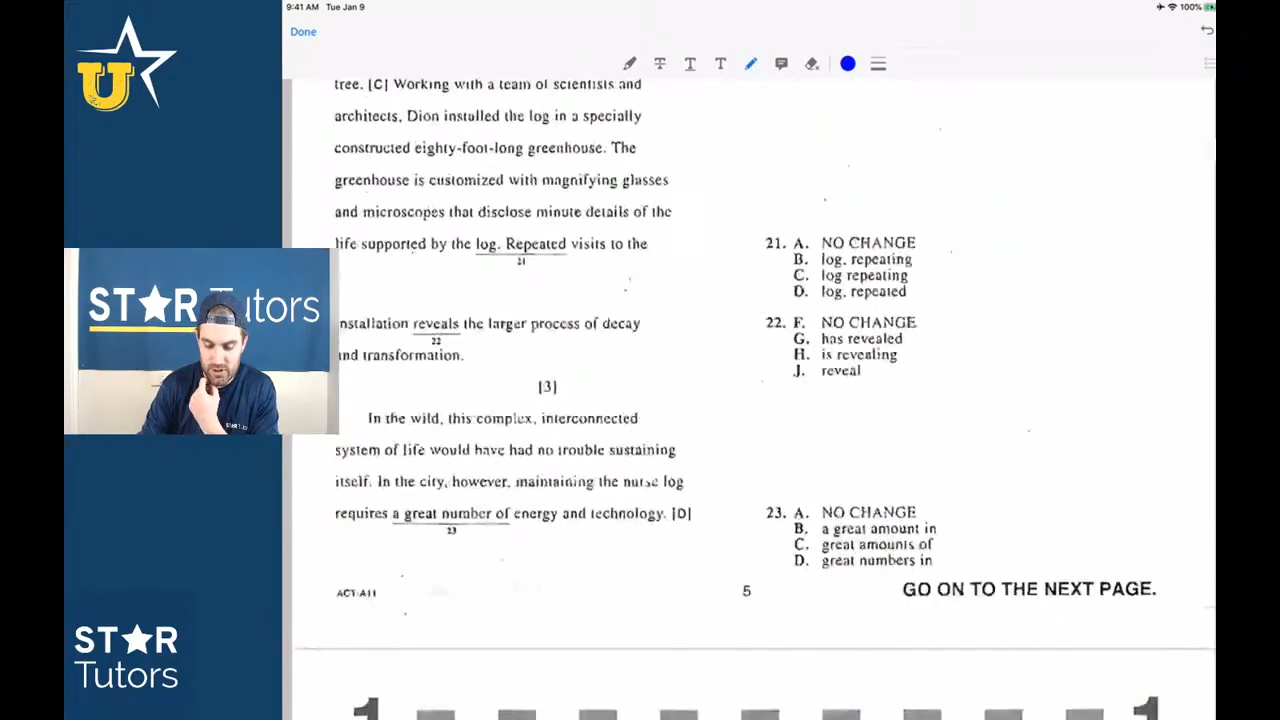 9:41 AM Tue Jan 9
100%
Done
U
tree. [C] Working with a team of scientists and
architects, Dion installed the log in a specially
constructed eighty-foot-long greenhouse. The
greenhouse is customized with magnifying glasses
and microscopes that disclose minute details of the
life supported by the log. Repeated visits to the
21
installation reveals the larger process of decay
22
and transformation.
[3]
In the wild, this complex, interconnected
system of life would have had no trouble sustaining
itself. In the city, however, maintaining the nurse log
requires a great number of energy and technology. [D]
23
21. A. NO CHANGE
B. log, repeating
C. log repeating
D. log, repeated
22. F. NO CHANGE
G. has revealed
H. is revealing
J. reveal
23. A. NO CHANGE
B. a great amount in
C. great amounts of
D. great numbers in
ACT-A11
5
GO ON TO THE NEXT PAGE.
1 1
ST★R Tutors
ST★R
Tutors